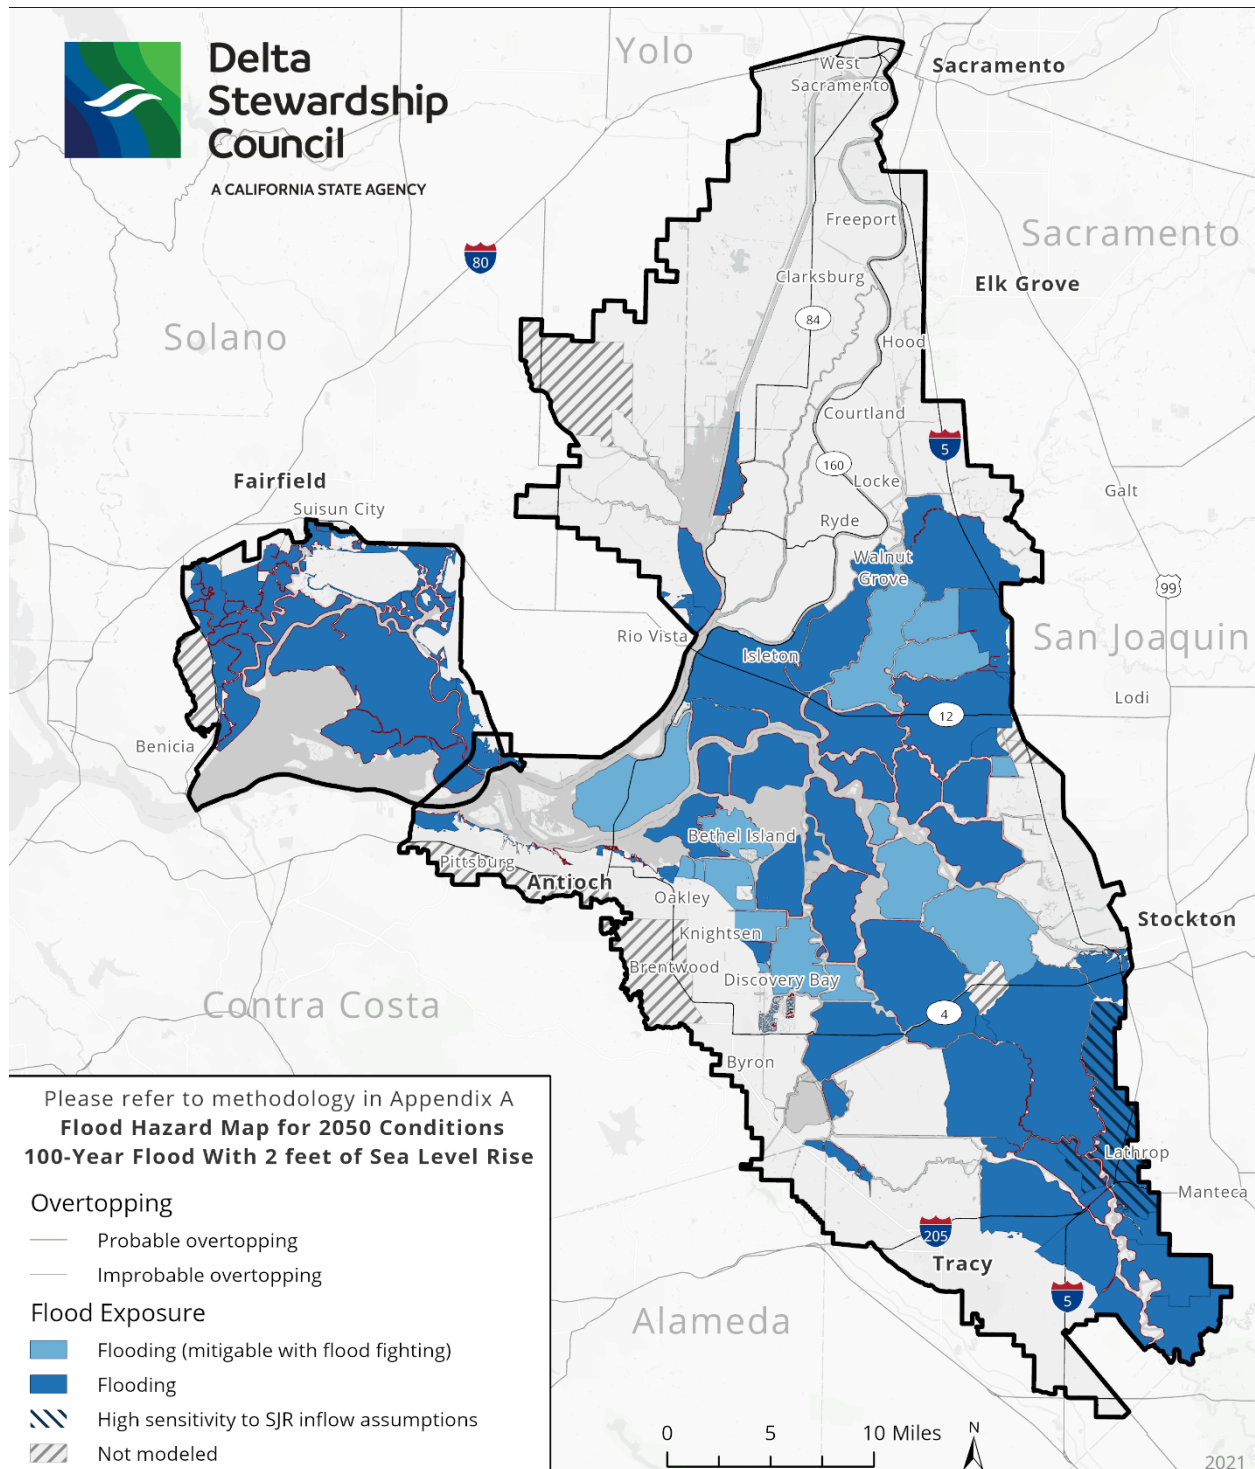 Delta
Stewardship
Council
A CALIFORNIA STATE AGENCY
Yolo
West
Sacramento
Sacramento
Freeport
Sacramento
80
Clarksburg
Elk Grove
84
Solano
Hood
Courtland
5
160
Locke
Fairfield
Galt
Suisun City
Ryde
Walnut
Grove
99
Rio Vista
San Joaquin
Isleton
Lodi
12
Benicia
Bethel Island
Pittsburg
Antioch
Oakley
Stockton
Knightsen
Brentwood
Discovery Bay
Contra Costa
4
Byron
Lathrop
Manteca
205
Tracy
5
Alameda
Please refer to methodology in Appendix A
Flood Hazard Map for 2050 Conditions
100-Year Flood With 2 feet of Sea Level Rise
Overtopping
Probable overtopping
Improbable overtopping
Flood Exposure
Flooding (mitigable with flood fighting)
Flooding
High sensitivity to SJR inflow assumptions
Not modeled
0 5 10 Miles
N
2021